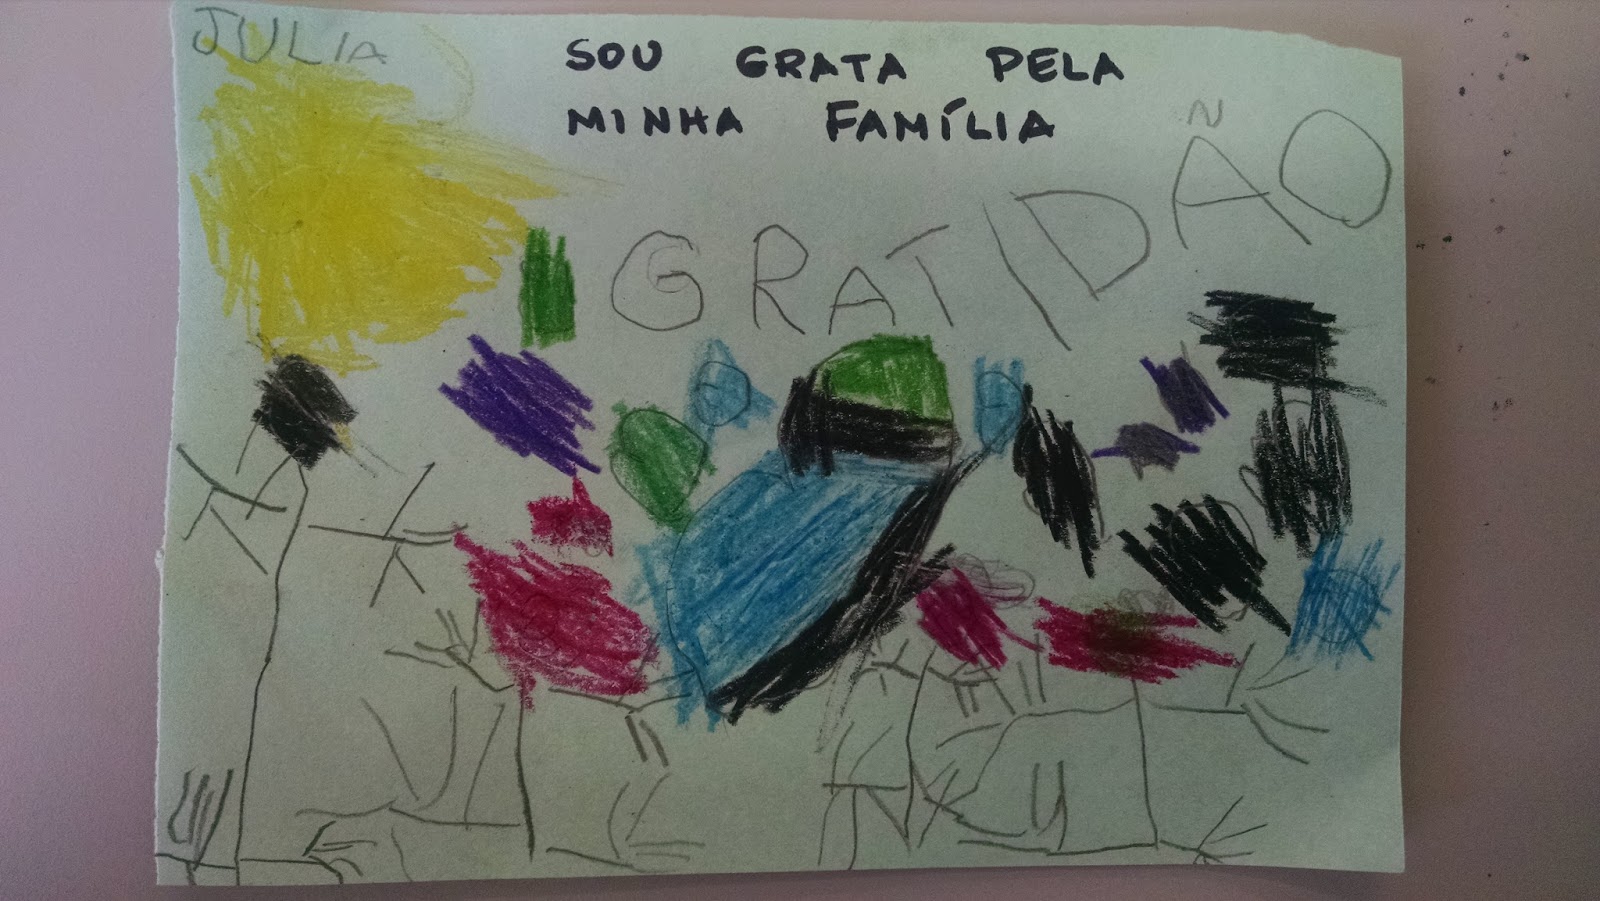 JULIA
SOU GRATA PELA
MINHA FAMÍLIA
GRATIDÃO